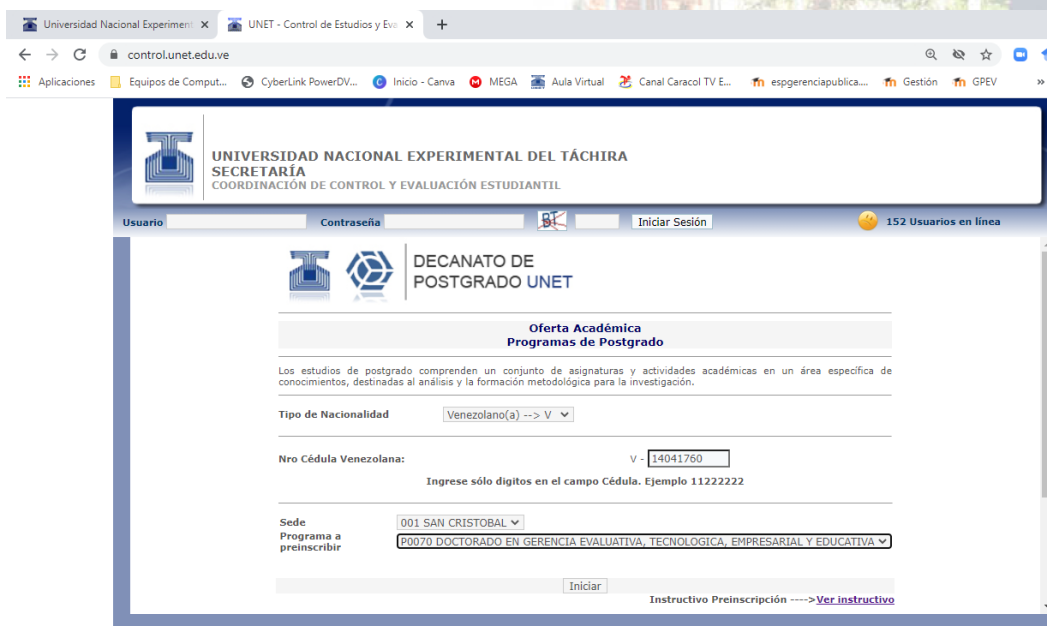 Universidad Nacional Experiment
UNET - Control de Estudios y Eva
control.unet.edu.ve
Aplicaciones Equipos de Comput... CyberLink PowerDV... Inicio - Canva MEGA Aula Virtual Canal Caracol TV E... espgerenciapublica.... Gestión GPEV »
UNIVERSIDAD NACIONAL EXPERIMENTAL DEL TÁCHIRA
SECRETARÍA
COORDINACIÓN DE CONTROL Y EVALUACIÓN ESTUDIANTIL
Usuario Contraseña BT Iniciar Sesión 152 Usuarios en línea
DECANATO DE
POSTGRADO UNET
Oferta Académica
Programas de Postgrado
Los estudios de postgrado comprenden un conjunto de asignaturas y actividades académicas en un área específica de
conocimientos, destinadas al análisis y la formación metodológica para la investigación.
Tipo de Nacionalidad Venezolano(a) --> V
Nro Cédula Venezolana: V - 14041760
Ingrese sólo digitos en el campo Cédula. Ejemplo 11222222
Sede 001 SAN CRISTOBAL
Programa a
preinscribir P0070 DOCTORADO EN GERENCIA EVALUATIVA, TECNOLOGICA, EMPRESARIAL Y EDUCATIVA
Iniciar
Instructivo Preinscripción ---->Ver instructivo